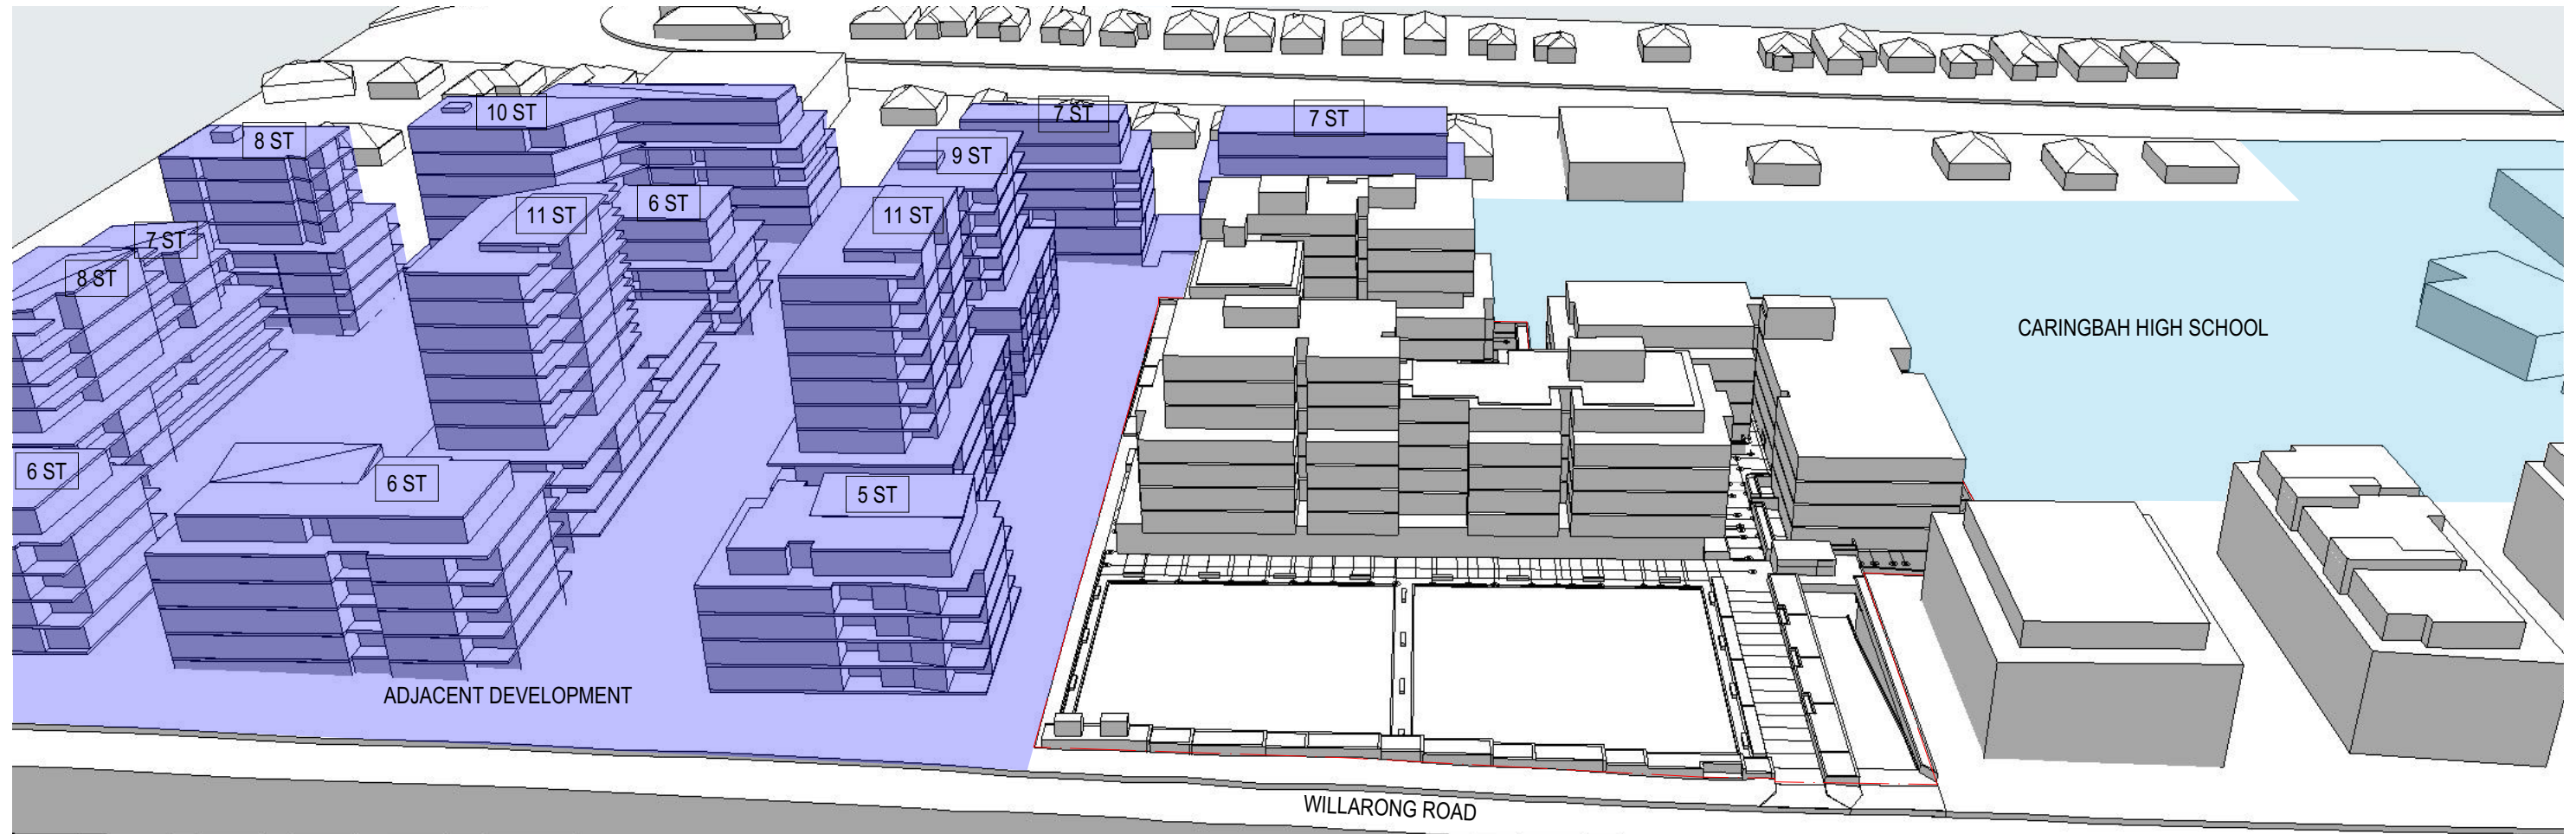 10 ST
7 ST
7 ST
8 ST
9 ST
6 ST
11 ST
11 ST
7 ST
8 ST
CARINGBAH HIGH SCHOOL
6 ST
6 ST
5 ST
ADJACENT DEVELOPMENT
WILLARONG ROAD